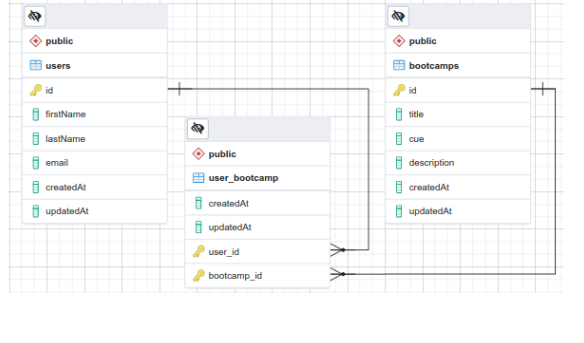 public
users
id
firstName
lastName
email
createdAt
updatedAt
public
user_bootcamp
createdAt
updatedAt
user_id
bootcamp_id
public
bootcamps
id
title
cue
description
createdAt
updatedAt